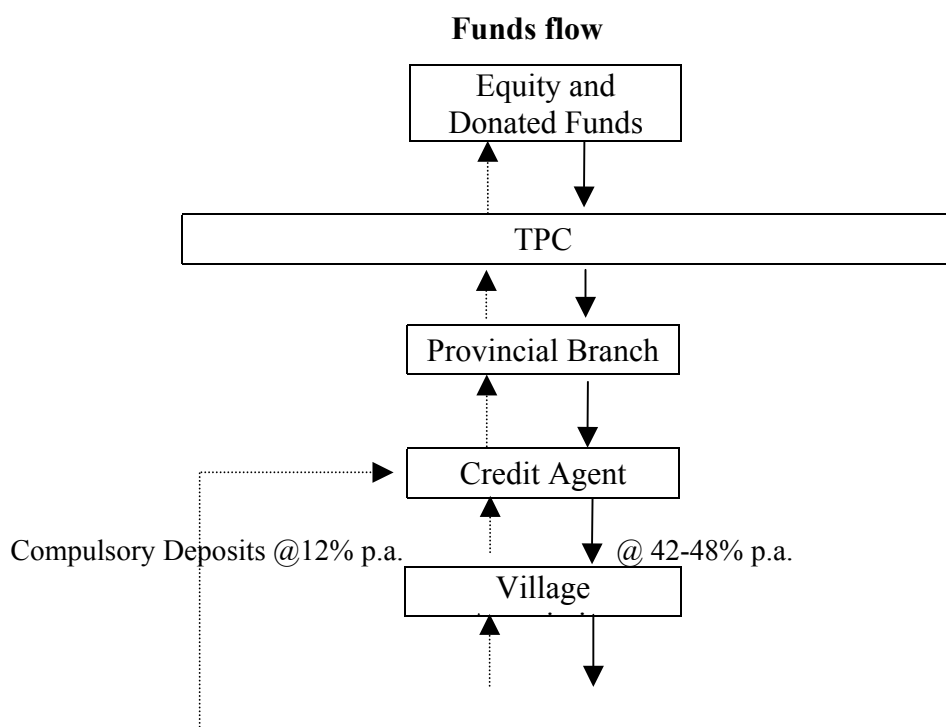 Funds flow
Equity and
Donated Funds
TPC
Provincial Branch
Credit Agent
Compulsory Deposits @12% p.a.
@ 42-48% p.a.
Village